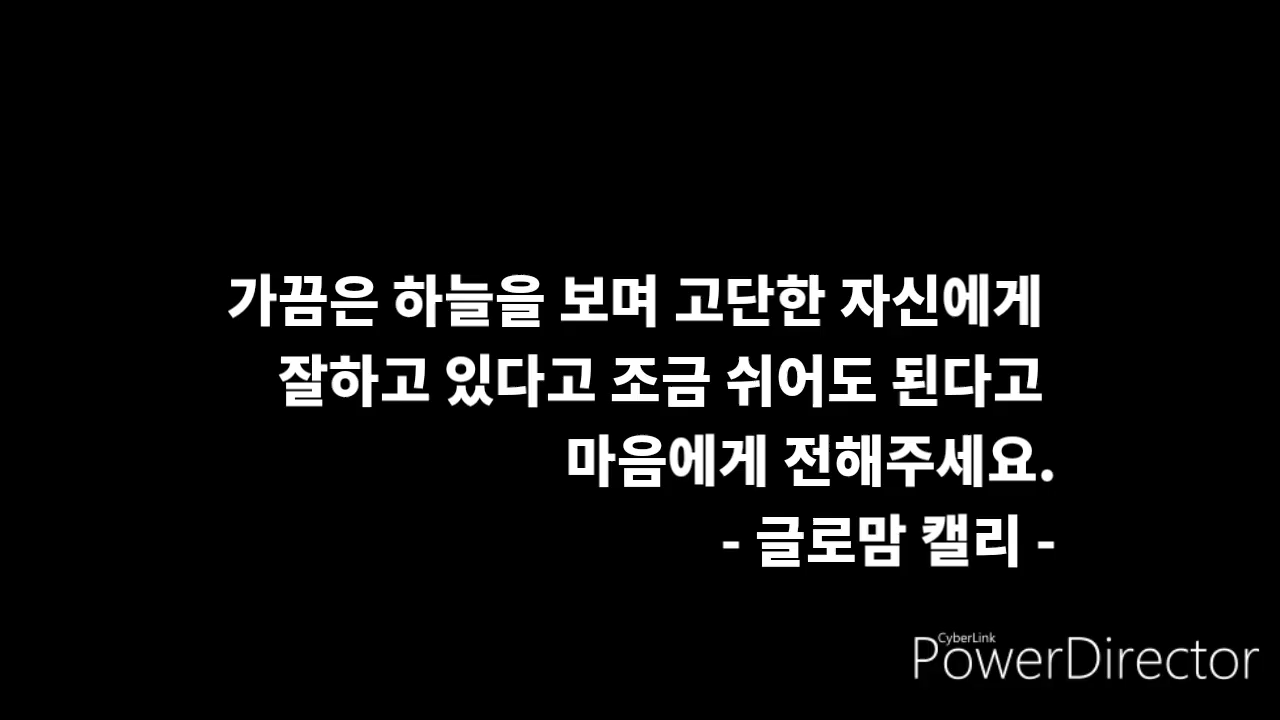 가끔은 하늘을 보며 고단한 자신에게
잘하고 있다고 조금 쉬어도 된다고
마음에게 전해주세요.
- 글로맘 캘리 -
CyberLink
PowerDirector